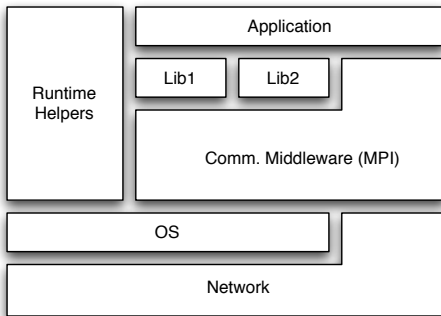 Application
Runtime
Helpers
Lib1
Lib2
Comm. Middleware (MPI)
OS
Network